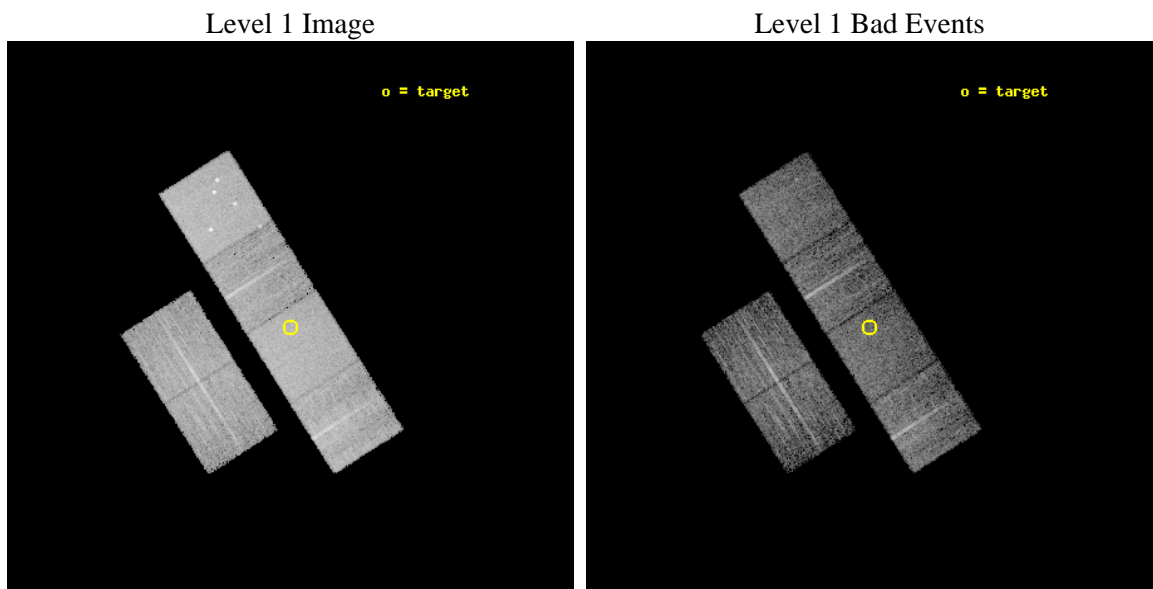 Level 1 Image
Level 1 Bad Events
o = target
o = target